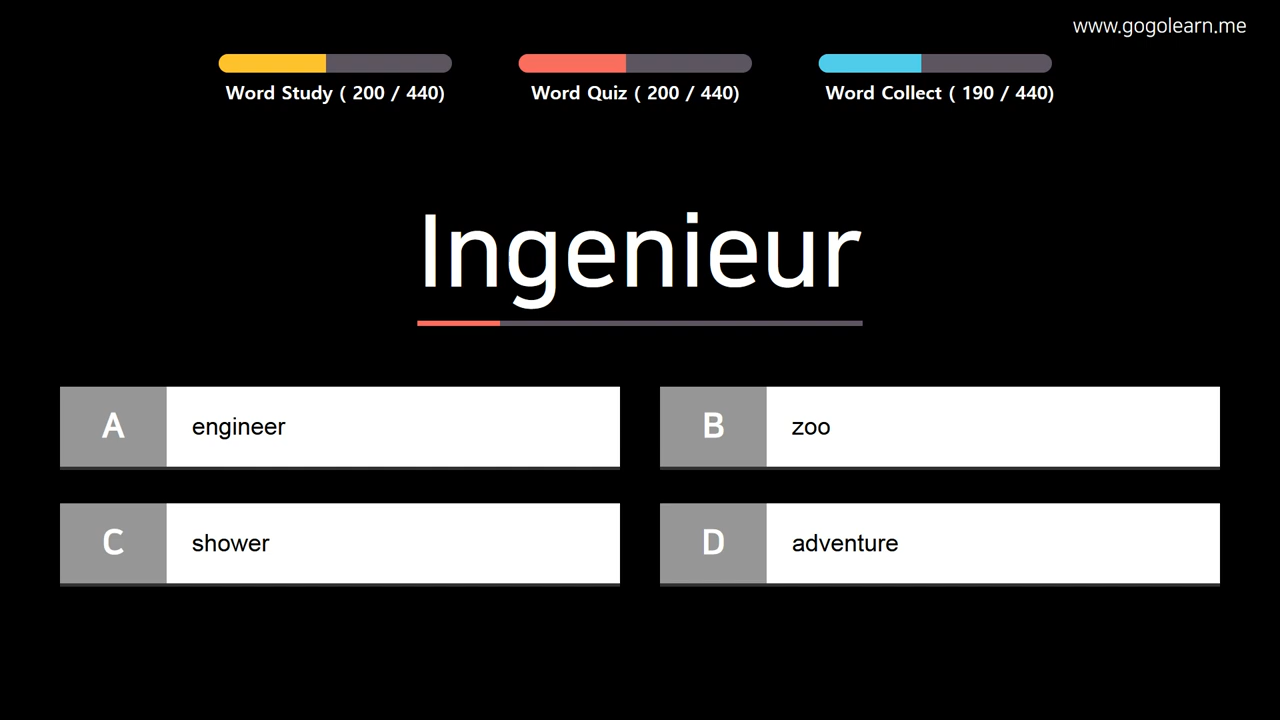 www.gogolearn.me
Word Study ( 200 / 440)
Word Quiz ( 200 / 440)
Word Collect ( 190 / 440)
Ingenieur
A engineer
B zoo
C shower
D adventure